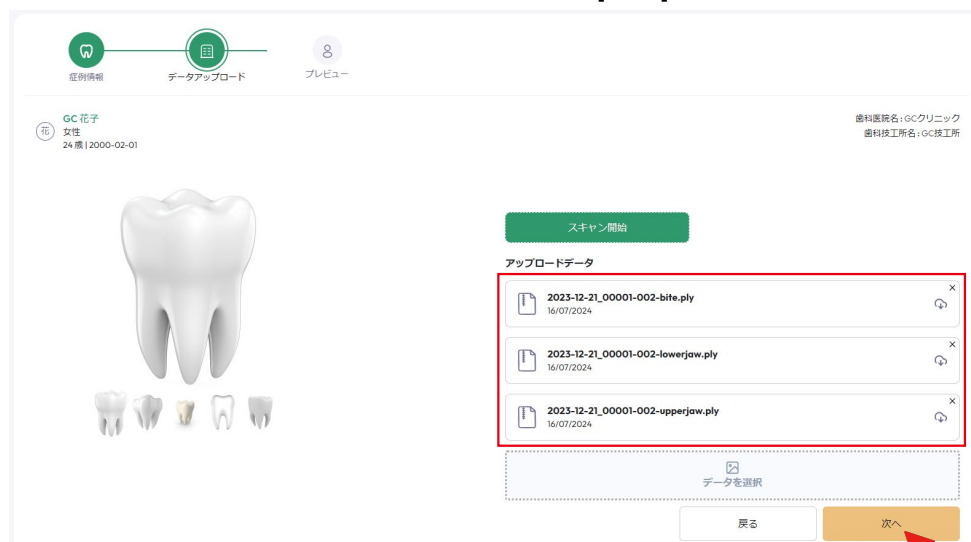 症例情報
データアップロード
プレビュー
花
GC 花子
女性
24 歳 | 2000-02-01
歯科医院名 : GCクリニック
歯科技工所名 : GC技工所
スキャン開始
アップロードデータ
2023-12-21_00001-002-bite.ply
16/07/2024
2023-12-21_00001-002-lowerjaw.ply
16/07/2024
2023-12-21_00001-002-upperjaw.ply
16/07/2024
データを選択
戻る
次へ